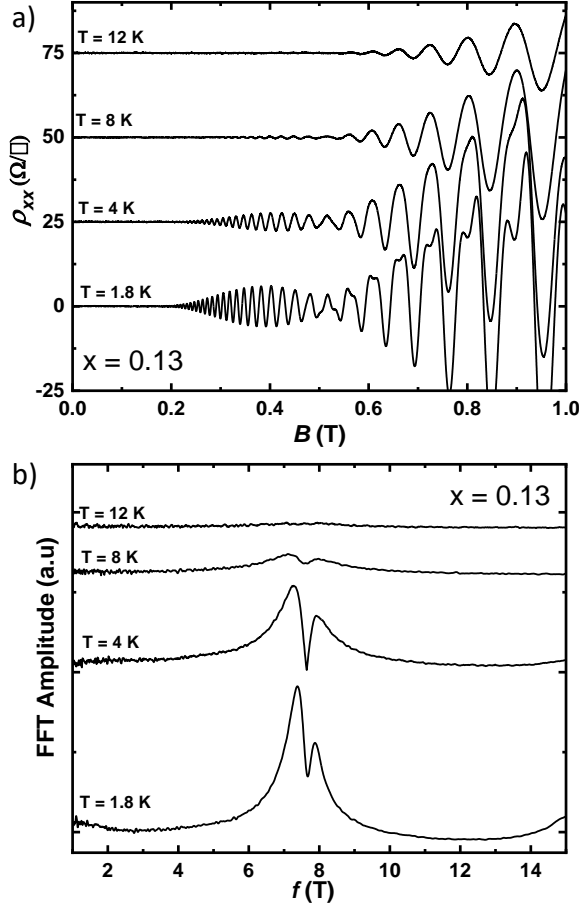 a)
75
50
25
0
-25
ρxx (Ω/□)
T = 12 K
T = 8 K
T = 4 K
T = 1.8 K
x = 0.13
0.0 0.2 0.4 0.6 0.8 1.0
B (T)
b)
x = 0.13
T = 12 K
T = 8 K
T = 4 K
T = 1.8 K
FFT Amplitude (a.u)
2 4 6 8 10 12 14
f (T)